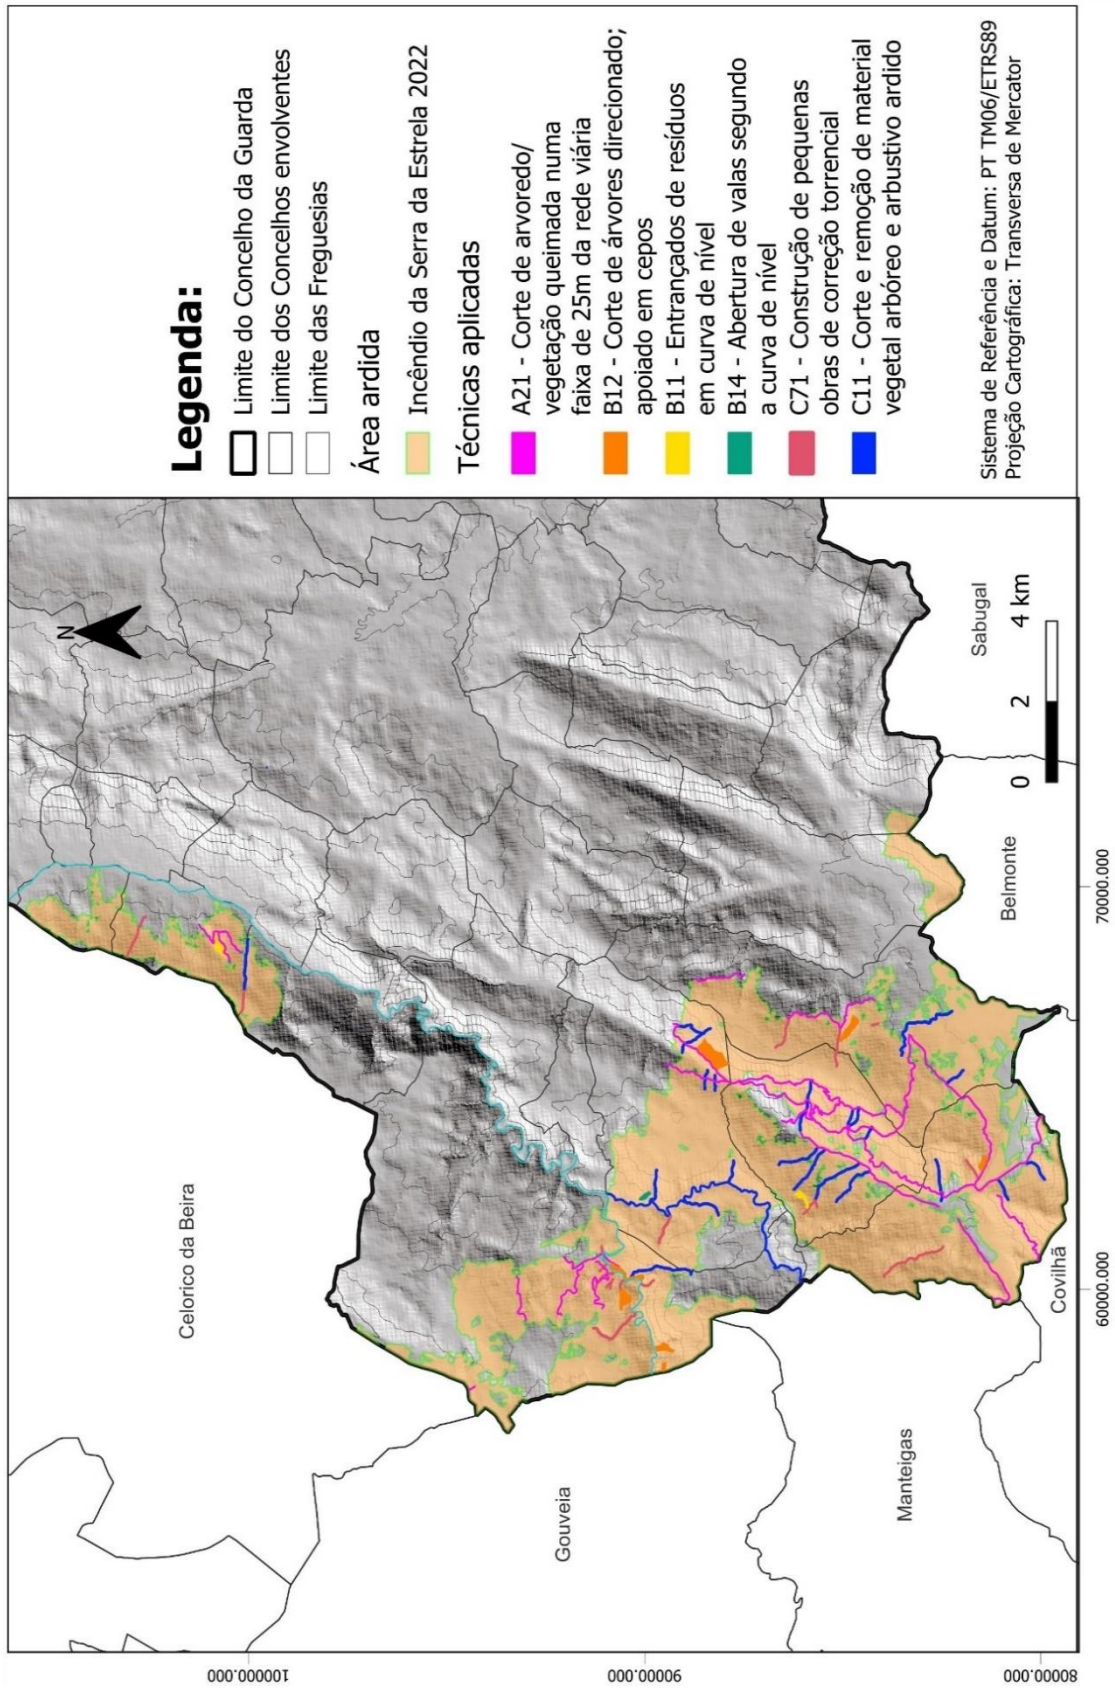 Legenda:
Limite do Concelho da Guarda
Limite dos Concelhos envolventes
Limite das Freguesias
Área ardida
Incêndio da Serra da Estrela 2022
Técnicas aplicadas
A21 - Corte de arvoredo/
vegetação queimada numa
faixa de 25m da rede viária
B12 - Corte de árvores direcionado;
apoiado em cepos
B11 - Entrançados de resíduos
em curva de nível
B14 - Abertura de valas segundo
a curva de nível
C71 - Construção de pequenas
obras de correção torrencial
C11 - Corte e remoção de material
vegetal arbóreo e arbustivo ardido
Sistema de Referência e Datum: PT TM06/ETRS89
Projeção Cartográfica: Transversa de Mercator
N
Celorico da Beira
Gouveia
Manteigas
Covilhã
Belmonte
Sabugal
0 2 4 km
100000.000
90000.000
80000.000
60000.000
70000.000